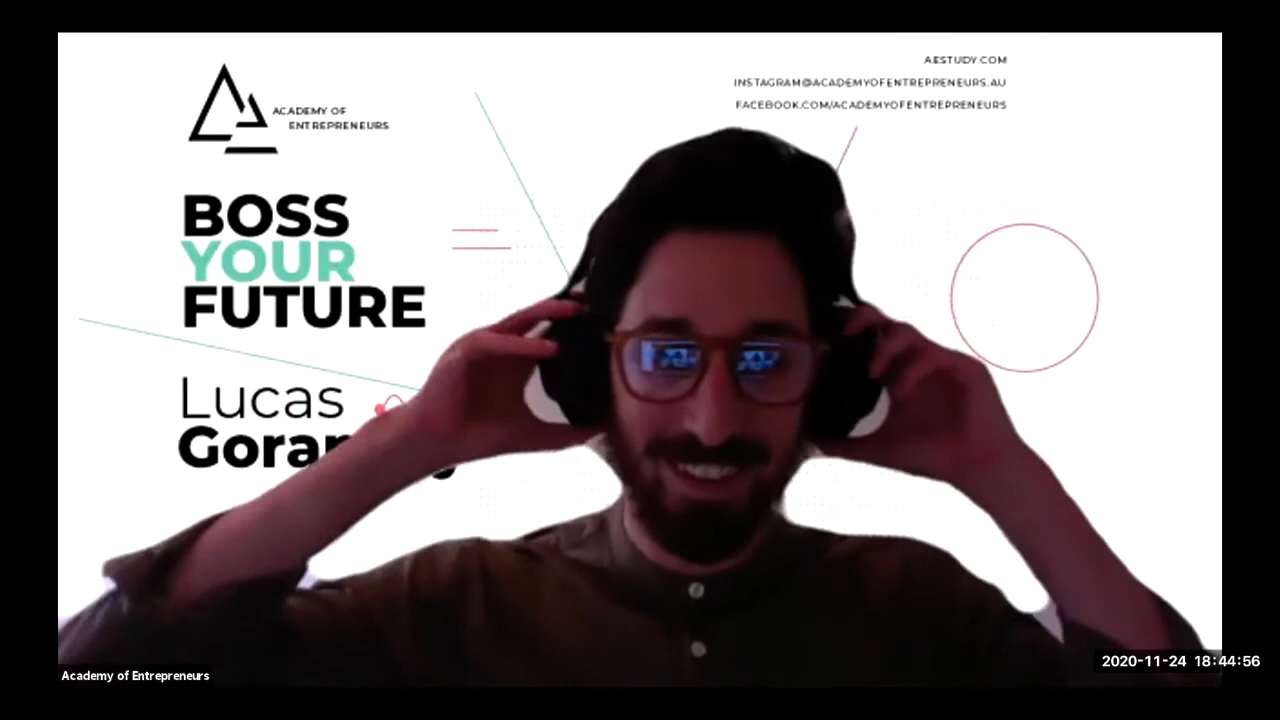 AESTUDY.COM
INSTAGRAM@ACADEMYOFENTREPRENEURS.AU
FACEBOOK.COM/ACADEMYOFENTREPRENEURS
ACADEMY OF
ENTREPRENEURS
BOSS
YOUR
FUTURE
Lucas
Academy of Entrepreneurs
2020-11-24 18:44:56